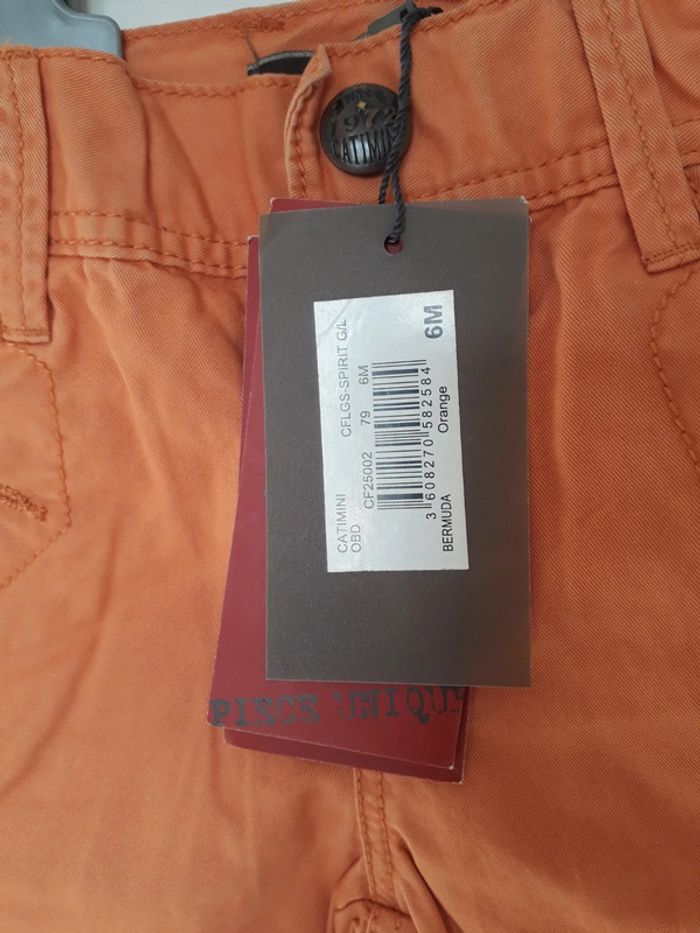 1972
CATIMINI
CATIMINI CFLGS-SPIRIT G/L
OBD CF25002 79 6M
3 608270 582584
BERMUDA Orange 6M
PIECE UNIQUE